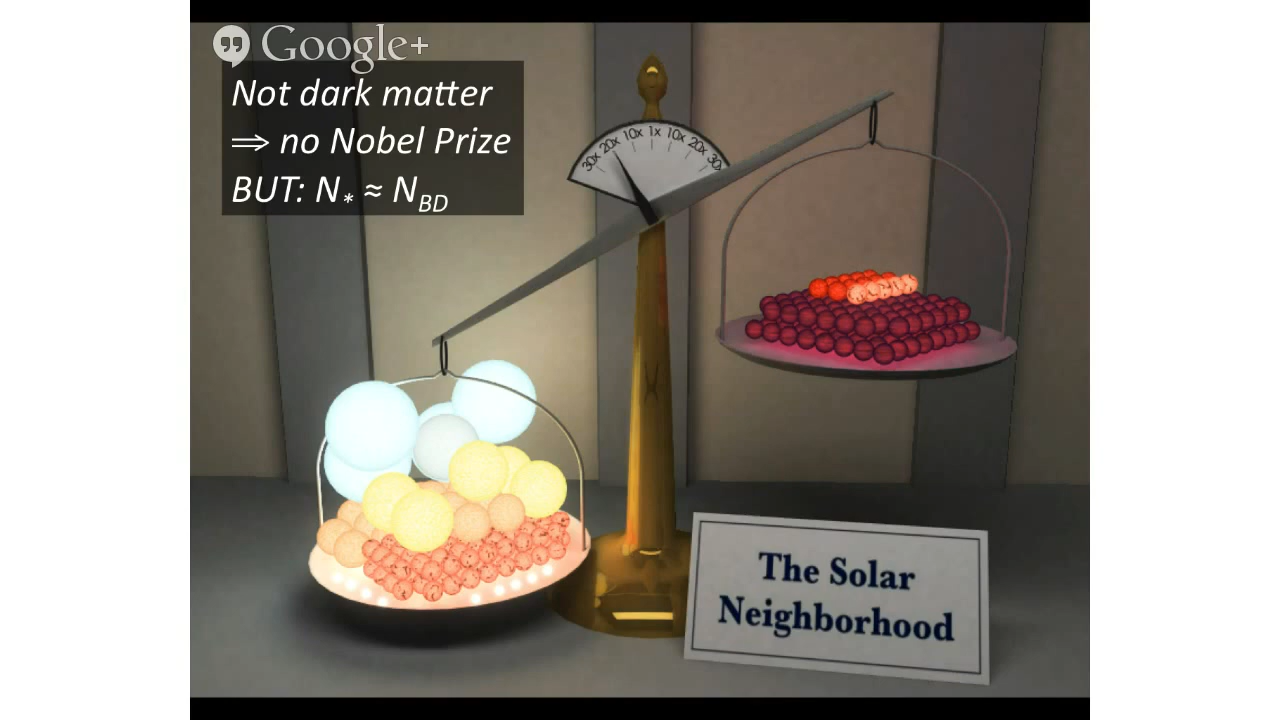 Google+
Not dark matter
⇒ no Nobel Prize
BUT: N* ≈ NBD
30x 20x 10x 1x 10x 20x 30x
The Solar
Neighborhood